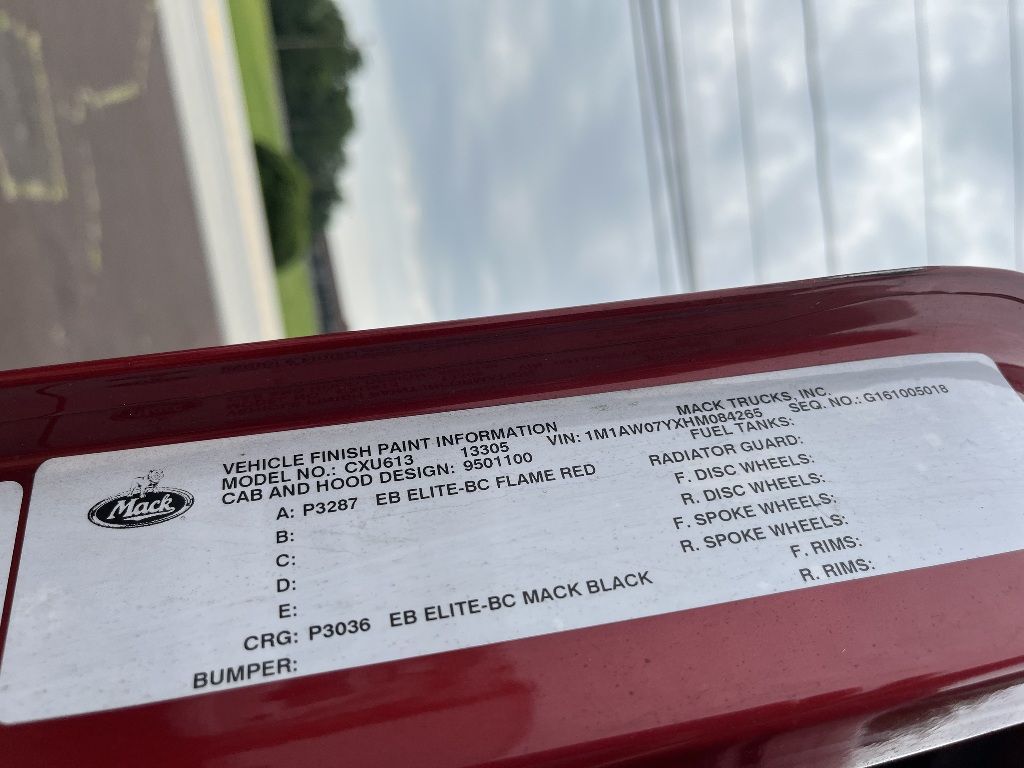 Mack
VEHICLE FINISH PAINT INFORMATION MACK TRUCKS, INC.
MODEL NO.: CXU613 13305 VIN: 1M1AW07YXHM084265 SEQ. NO.: G161005018
CAB AND HOOD DESIGN: 9501100 FUEL TANKS:
A: P3287 EB ELITE-BC FLAME RED RADIATOR GUARD:
B: F. DISC WHEELS:
C: R. DISC WHEELS:
D: F. SPOKE WHEELS:
E: R. SPOKE WHEELS:
CRG: P3036 EB ELITE-BC MACK BLACK F. RIMS:
BUMPER: R. RIMS: